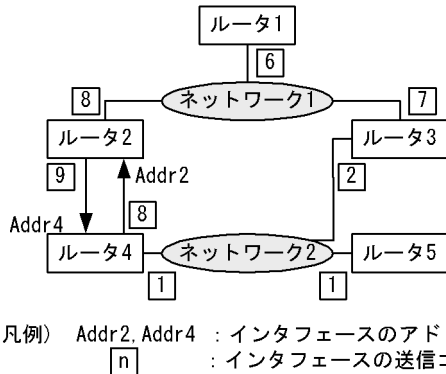 ルータ1
6
ネットワーク1
8
7
ルータ2
ルータ3
9
Addr2
2
Addr4
8
ルータ4
ネットワーク2
ルータ5
1
1
凡例) Addr2,Addr4 :インタフェースのアド
n :インタフェースの送信